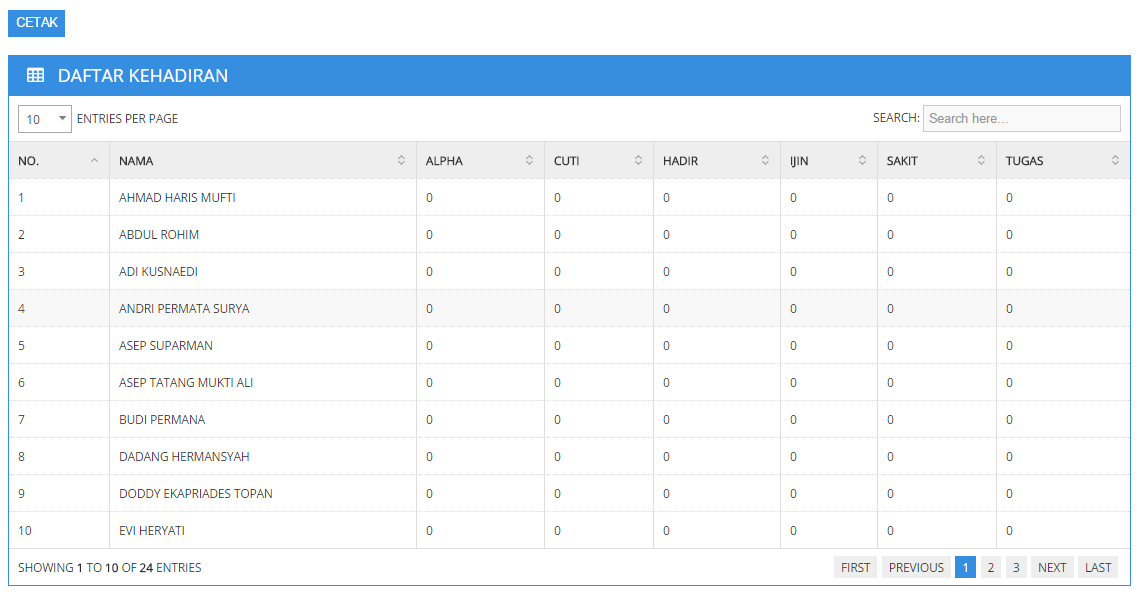 CETAK
DAFTAR KEHADIRAN
10 ENTRIES PER PAGE SEARCH: Search here...
NO. NAMA ALPHA CUTI HADIR IJIN SAKIT TUGAS
1 AHMAD HARIS MUFTI 0 0 0 0 0 0
2 ABDUL ROHIM 0 0 0 0 0 0
3 ADI KUSNAEDI 0 0 0 0 0 0
4 ANDRI PERMATA SURYA 0 0 0 0 0 0
5 ASEP SUPARMAN 0 0 0 0 0 0
6 ASEP TATANG MUKTI ALI 0 0 0 0 0 0
7 BUDI PERMANA 0 0 0 0 0 0
8 DADANG HERMANSYAH 0 0 0 0 0 0
9 DODDY EKAPRIADES TOPAN 0 0 0 0 0 0
10 EVI HERYATI 0 0 0 0 0 0
SHOWING 1 TO 10 OF 24 ENTRIES FIRST PREVIOUS 1 2 3 NEXT LAST